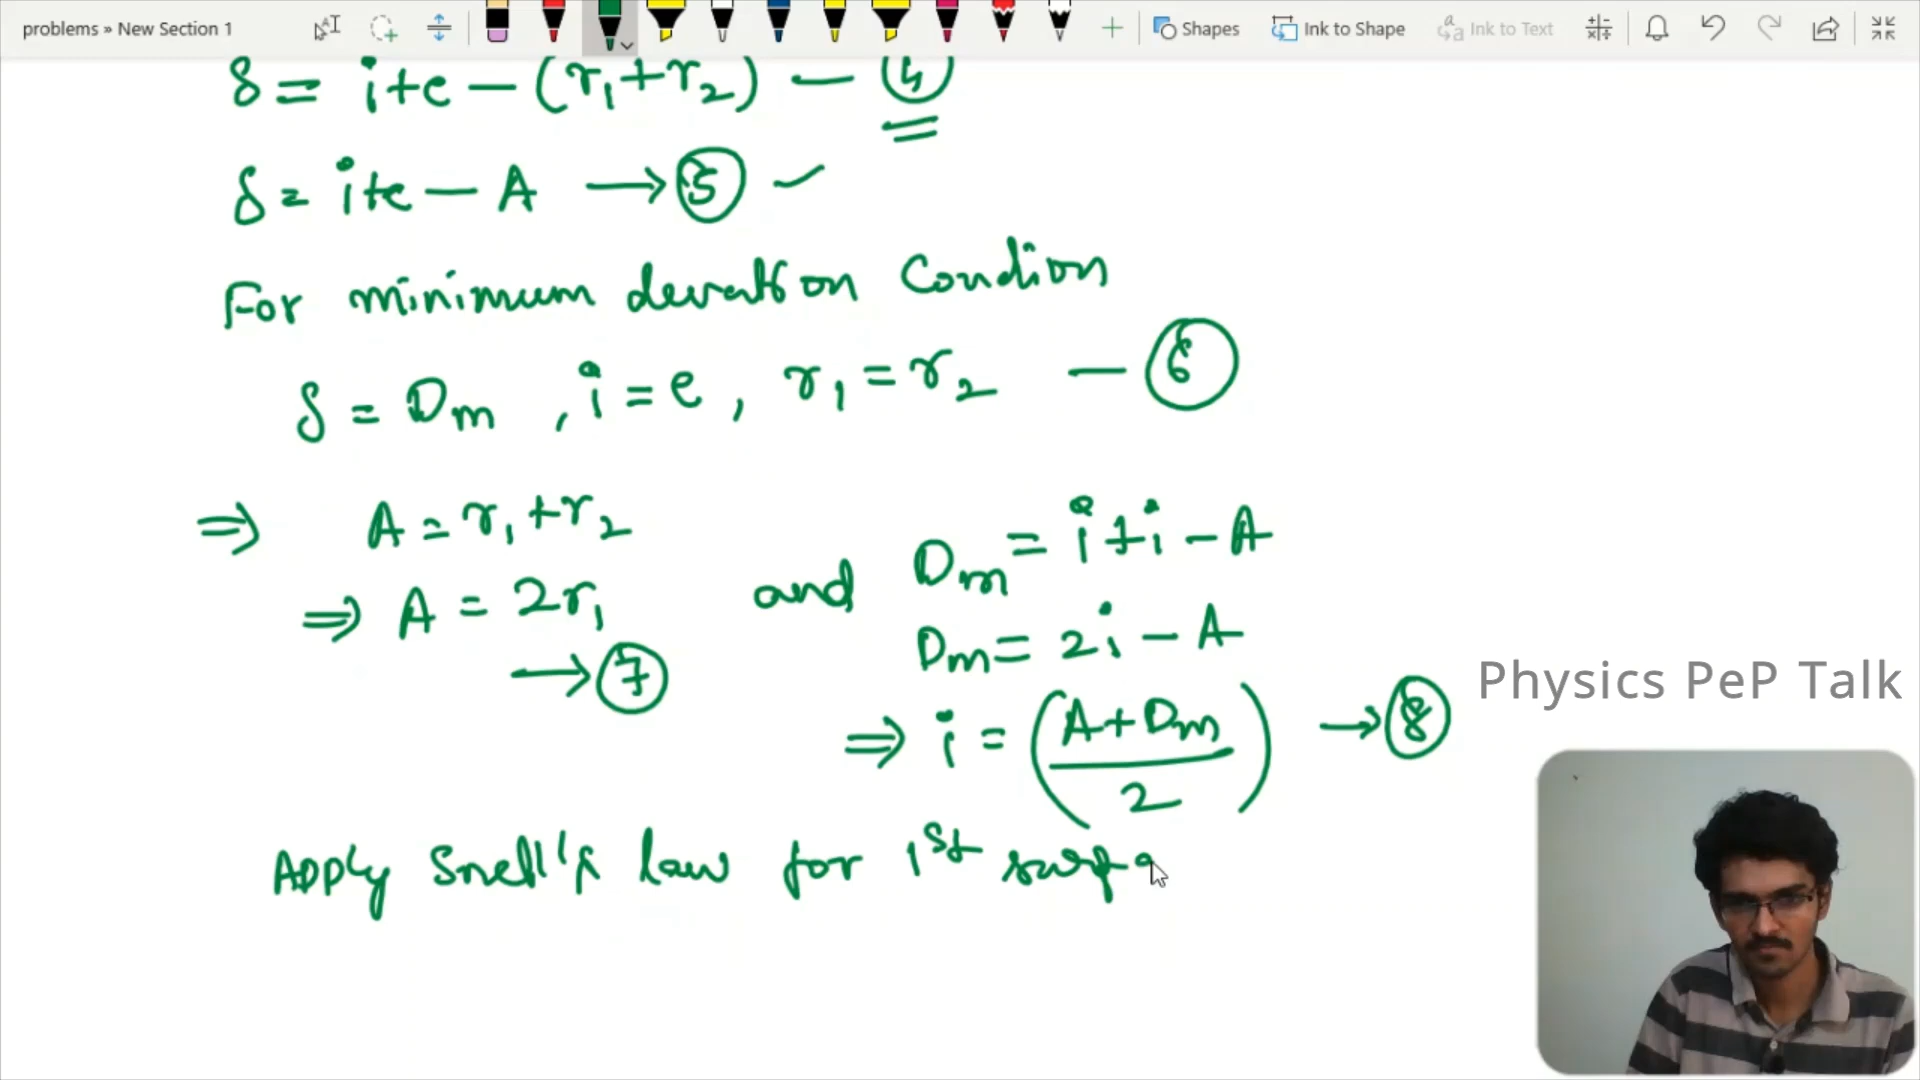 problems » New Section 1 Shapes Ink to Shape Ink to Text
δ = i+e – (r₁+r₂) – ④
δ = i+e – A → ⑤ ✓
For minimum deviation Condion
δ = Dm , i = e , r₁ = r₂ – ⑥
⇒ A = r₁+r₂
⇒ A = 2r₁
→ ⑦
and Dm = i+i – A
Dm = 2i – A
⇒ i = (A+Dm / 2) → ⑧
Physics PeP Talk
Apply Snell's law for 1st surfa